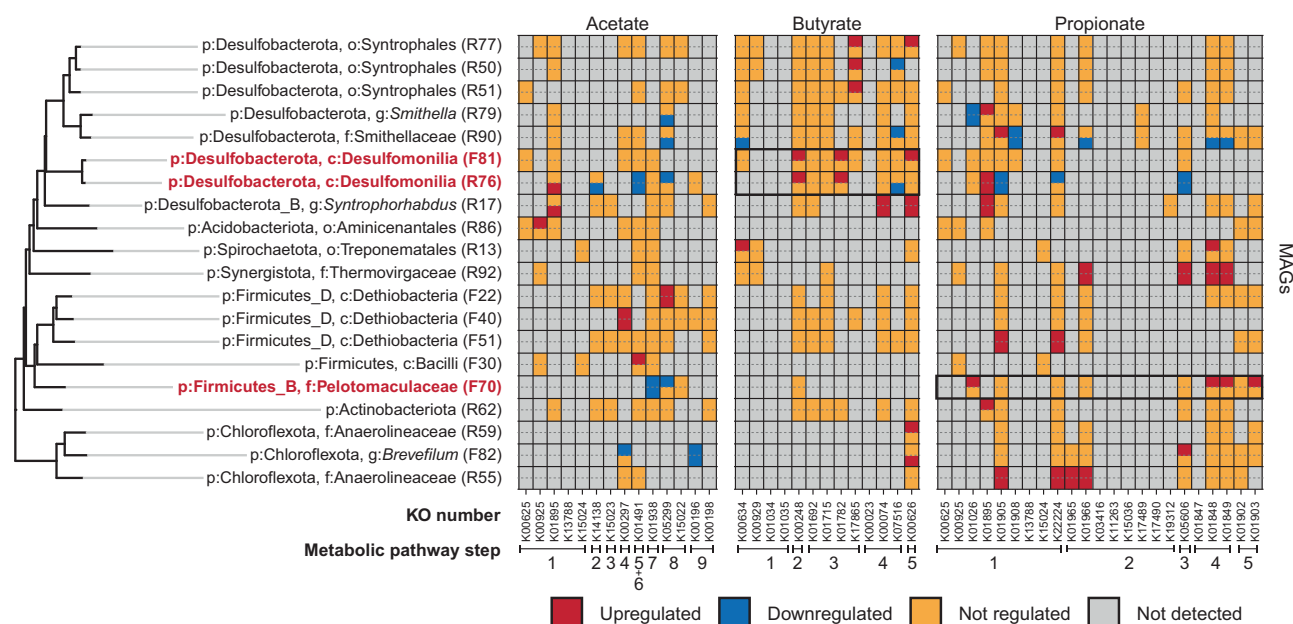 Acetate Butyrate Propionate
p:Desulfobacterota, o:Syntrophales (R77)
p:Desulfobacterota, o:Syntrophales (R50)
p:Desulfobacterota, o:Syntrophales (R51)
p:Desulfobacterota, g:Smithella (R79)
p:Desulfobacterota, f:Smithellaceae (R90)
p:Desulfobacterota, c:Desulfomonilia (F81)
p:Desulfobacterota, c:Desulfomonilia (R76)
p:Desulfobacterota_B, g:Syntrophorhabdus (R17)
p:Acidobacteriota, o:Aminicenantales (R86)
p:Spirochaetota, o:Treponematales (R13)
p:Synergistota, f:Thermovirgaceae (R92)
p:Firmicutes_D, c:Dethiobacteria (F22)
p:Firmicutes_D, c:Dethiobacteria (F40)
p:Firmicutes_D, c:Dethiobacteria (F51)
p:Firmicutes, c:Bacilli (F30)
p:Firmicutes_B, f:Pelotomaculaceae (F70)
p:Actinobacteriota (R62)
p:Chloroflexota, f:Anaerolineaceae (R59)
p:Chloroflexota, g:Brevefilum (F82)
p:Chloroflexota, f:Anaerolineaceae (R55)
MAGs
KO number
K00625 K00925 K01895 K13788 K15024 K14138 K15023 K00297 K01491 K01938 K05299 K15022 K00196 K00198
K00634 K00929 K01034 K01035 K00248 K01692 K01715 K01782 K17865 K00023 K00074 K07516 K00626
K00625 K00925 K01026 K01895 K01905 K01908 K13788 K15024 K22224 K01965 K01966 K03416 K11263 K15036 K17489 K17490 K19312 K05606 K01847 K01848 K01849 K01902 K01903
Metabolic pathway step
1 2 3 4 5+6 7 8 9
1 2 3 4 5
1 2 3 4 5
Upregulated Downregulated Not regulated Not detected